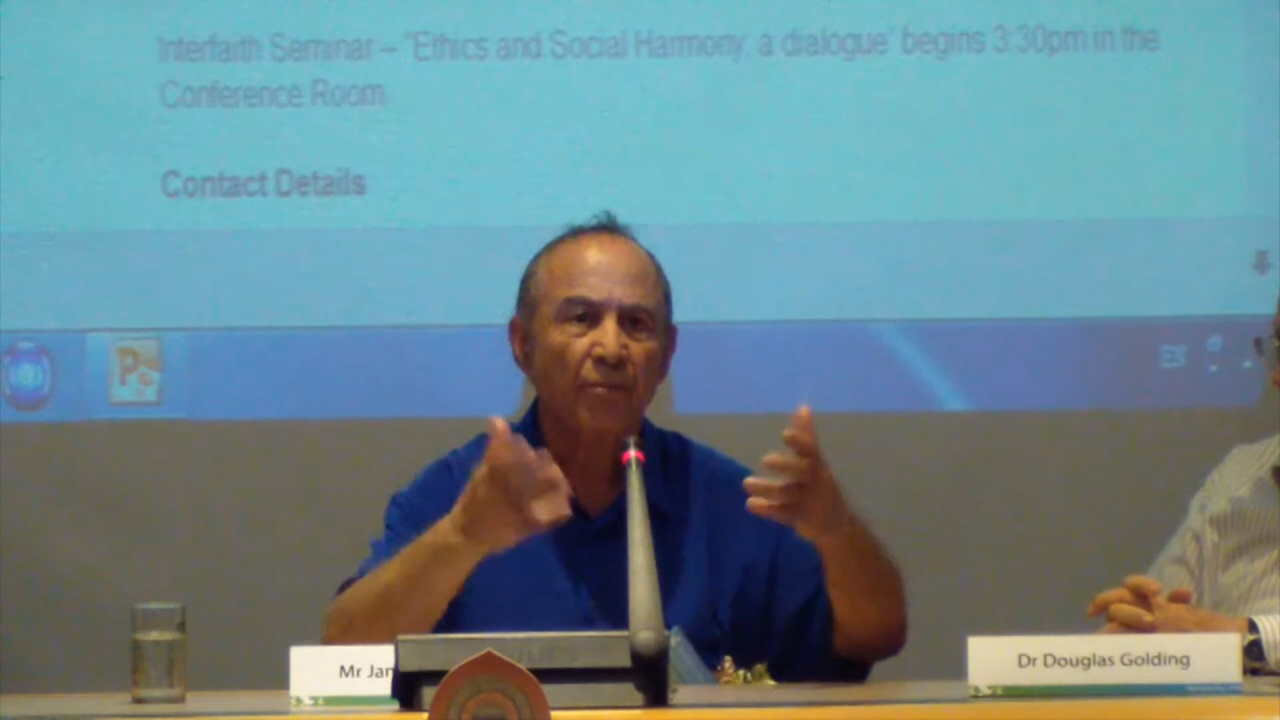 Interfaith Seminar – 'Ethics and Social Harmony: a dialogue' begins 3:30pm in the
Conference Room
Contact Details
Mr Jan
Dr Douglas Golding